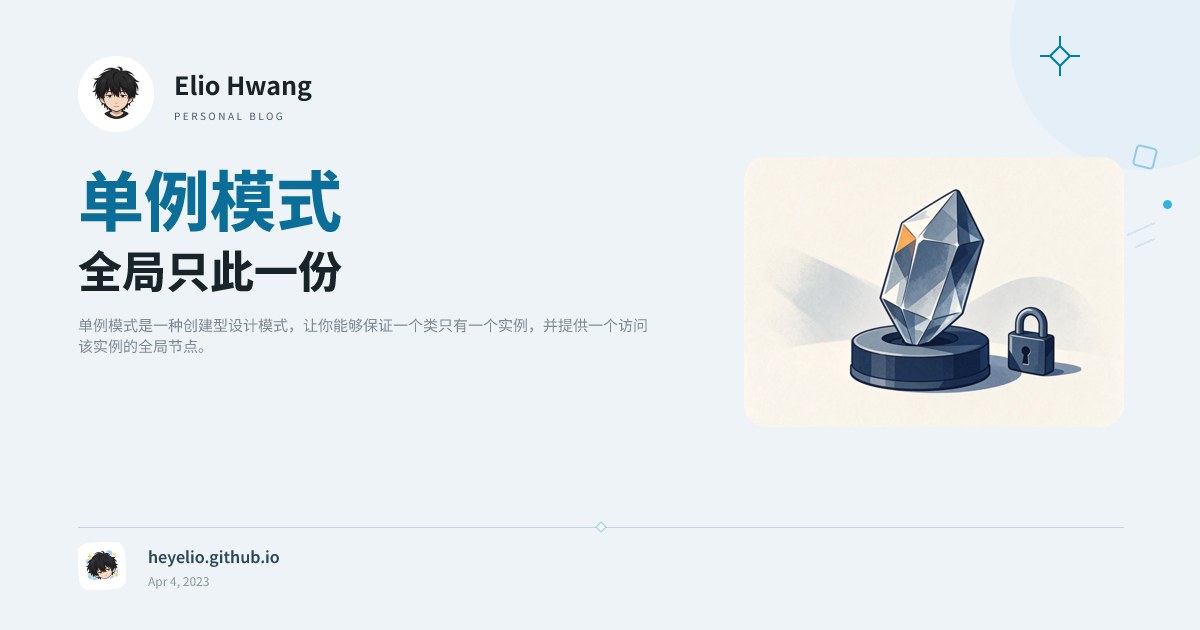 Elio Hwang
PERSONAL BLOG
单例模式
全局只此一份
单例模式是一种创建型设计模式，让你能够保证一个类只有一个实例，并提供一个访问
该实例的全局节点。
heyelio.github.io
Apr 4, 2023